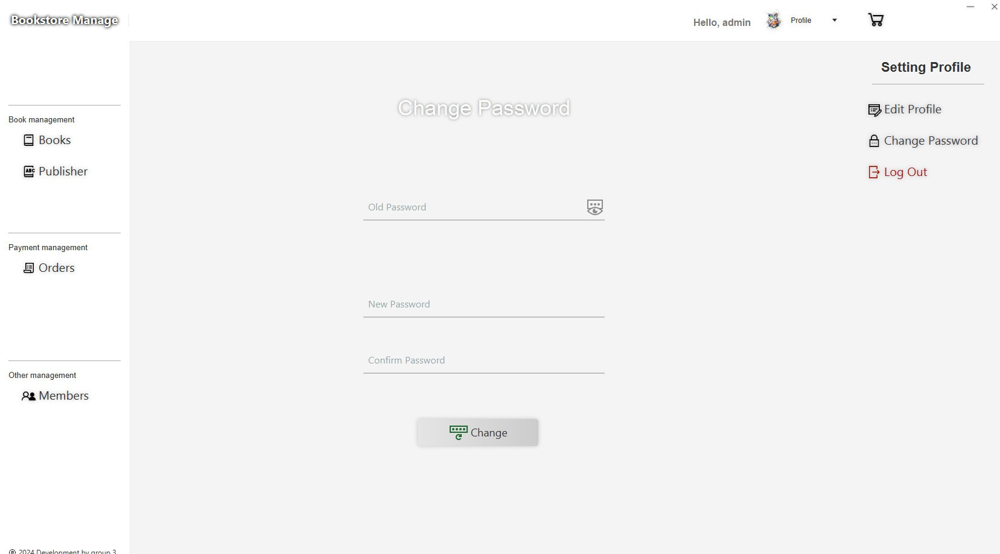 Bookstore Manage
Hello, admin
Profile
Book management
Books
Publisher
Payment management
Orders
Other management
Members
® 2024 Development by group 3
Change Password
Old Password
New Password
Confirm Password
Change
Setting Profile
Edit Profile
Change Password
Log Out